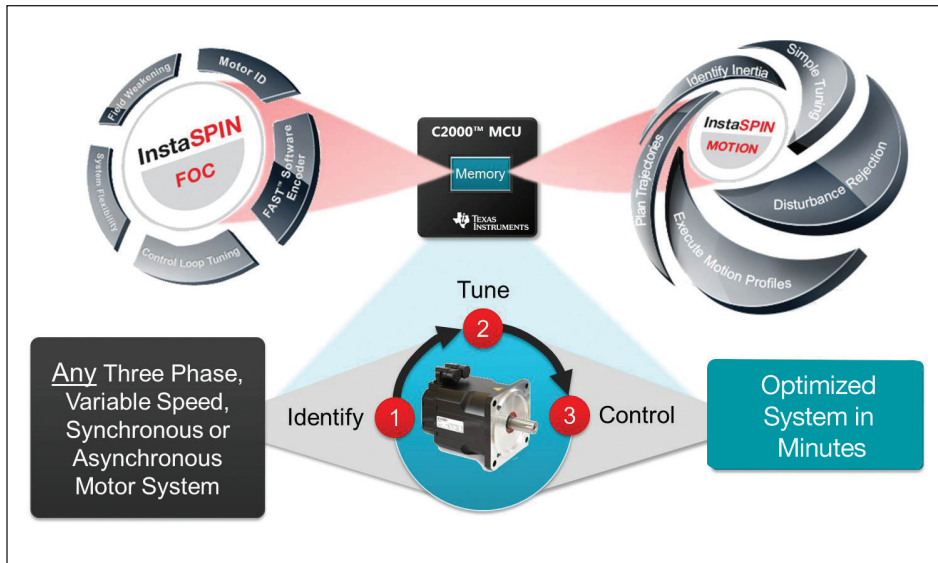 Field Weakening
Motor ID
System Flexibility
InstaSPIN
FOC
FAST™ Software
Encoder
Control Loop Tuning
C2000™ MCU
Memory
TEXAS
INSTRUMENTS
Identify Inertia
Simple
Tuning
Plan Trajectories
InstaSPIN
MOTION
Disturbance Rejection
Execute Motion Profiles
Tune
2
Any Three Phase,
Variable Speed,
Synchronous or
Asynchronous
Motor System
Identify
1
3
Control
Optimized
System in
Minutes